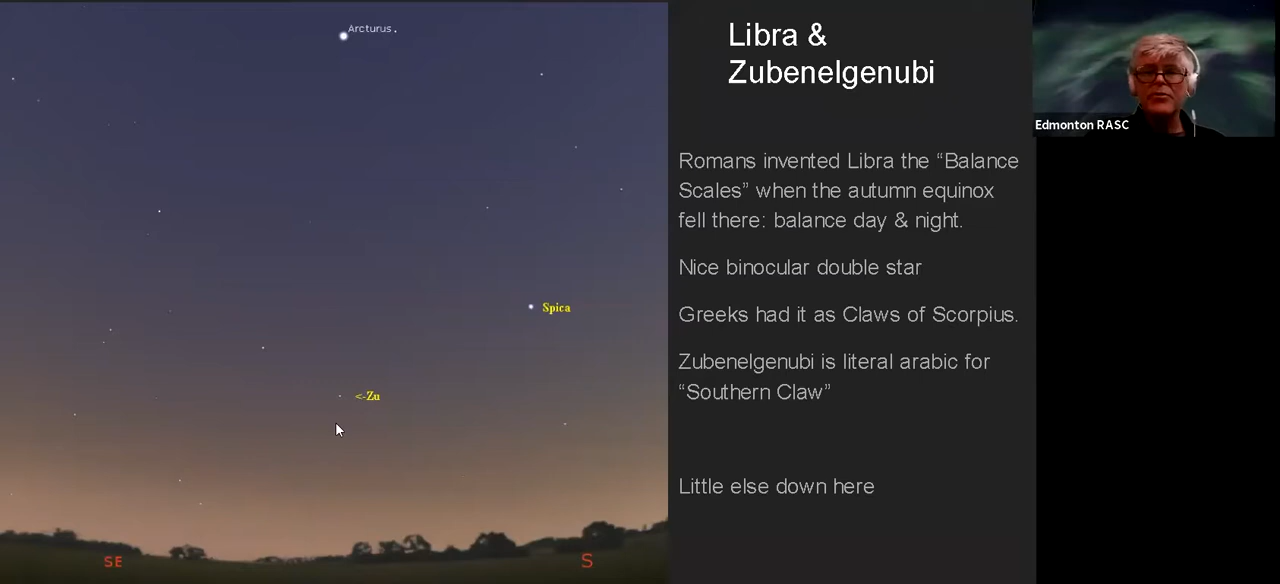 Arcturus.
Spica
<-Zu
SE
S
Libra &
Zubenelgenubi
Romans invented Libra the “Balance
Scales” when the autumn equinox
fell there: balance day & night.
Nice binocular double star
Greeks had it as Claws of Scorpius.
Zubenelgenubi is literal arabic for
“Southern Claw”
Little else down here
Edmonton RASC